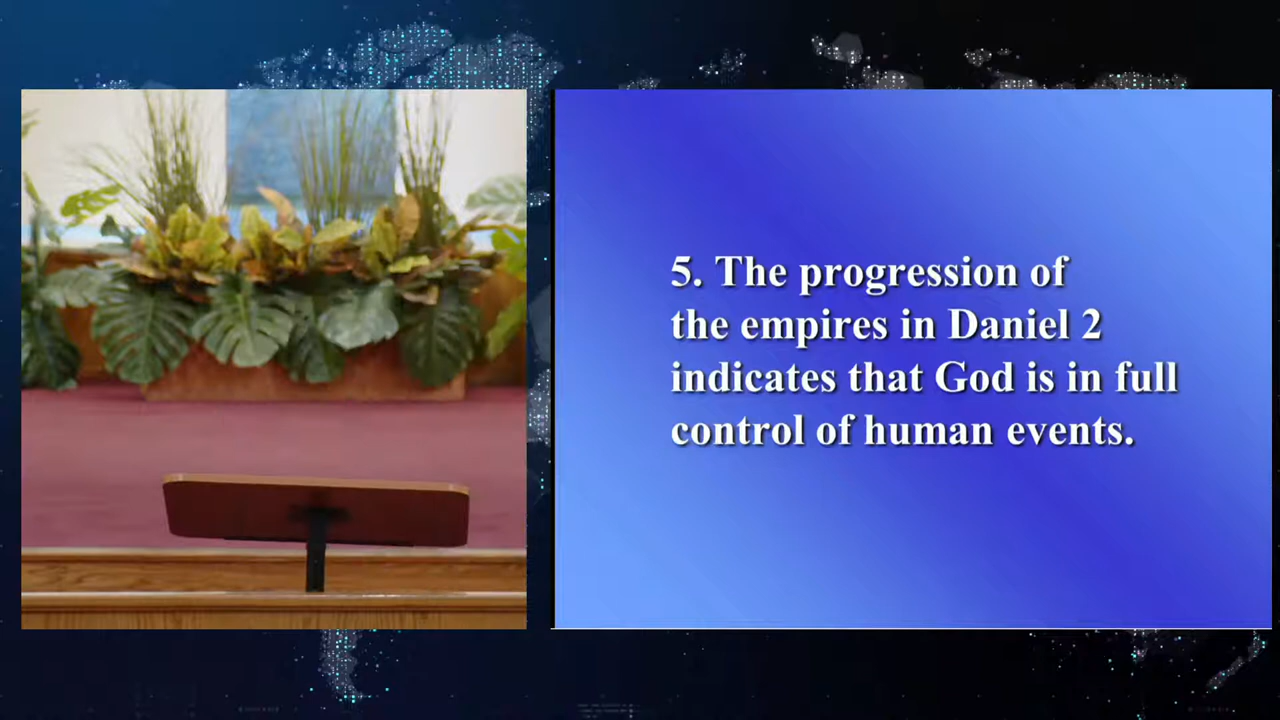 5. The progression of
the empires in Daniel 2
indicates that God is in full
control of human events.